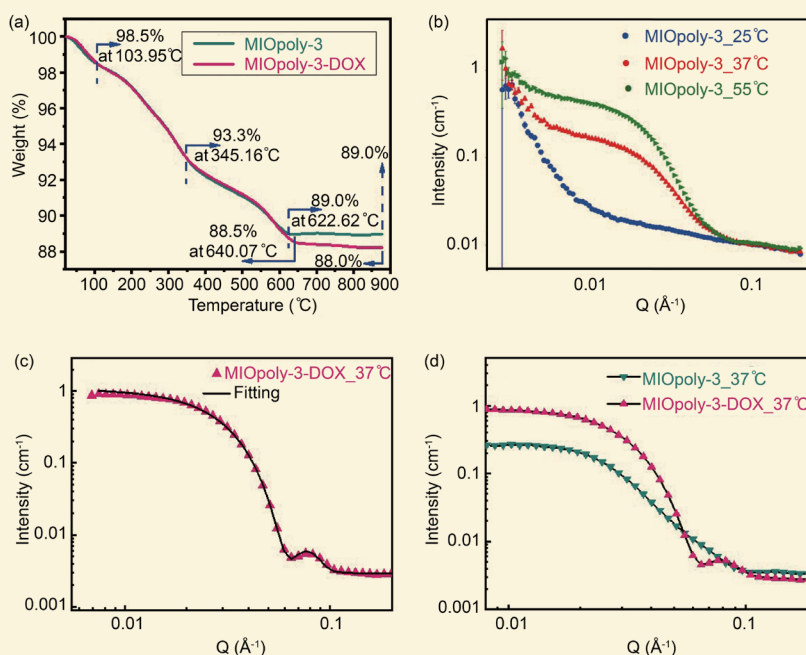 (a)
100
98
96
94
92
90
88
Weight (%)
98.5%
at 103.95℃
MIOpoly-3
MIOpoly-3-DOX
93.3%
at 345.16℃
89.0%
89.0%
at 622.62℃
88.5%
at 640.07℃
88.0%
100 200 300 400 500 600 700 800 900
Temperature (℃)
(b)
MIOpoly-3_25℃
MIOpoly-3_37℃
MIOpoly-3_55℃
1
0.1
0.01
Intensity (cm⁻¹)
0.01 0.1
Q (Å⁻¹)
(c)
MIOpoly-3-DOX_37℃
Fitting
1
0.1
0.01
0.001
Intensity (cm⁻¹)
0.01 0.1
Q (Å⁻¹)
(d)
MIOpoly-3_37℃
MIOpoly-3-DOX_37℃
1
0.1
0.01
0.001
Intensity (cm⁻¹)
0.01 0.1
Q (Å⁻¹)